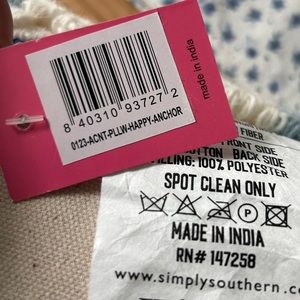 made in india
8 40310 93727 2
0123-ACNT-PLLW-HAPPY-ANCHOR
FIBER
FRONT SIDE
COTTON BACK SIDE
FILLING: 100% POLYESTER
SPOT CLEAN ONLY
P
MADE IN INDIA
RN# 147258
www.simplysouthern.c